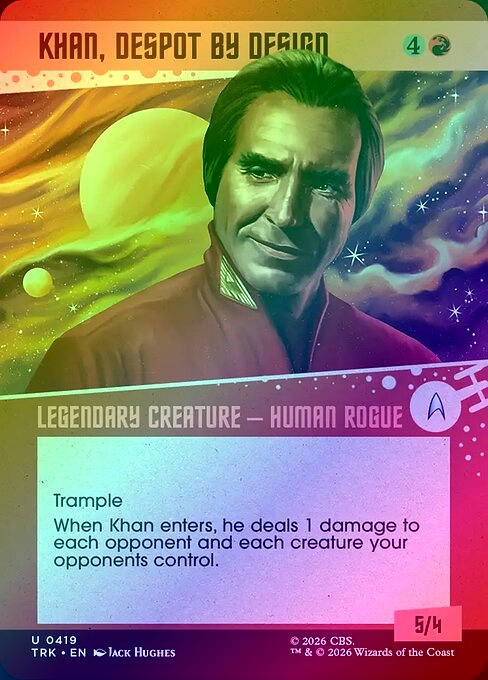 KHAN, DESPOT BY DESIGN 4
LEGENDARY CREATURE — HUMAN ROGUE
Trample
When Khan enters, he deals 1 damage to
each opponent and each creature your
opponents control.
5/4
U 0419
TRK • EN JACK HUGHES
© 2026 CBS.
™ & © 2026 Wizards of the Coast